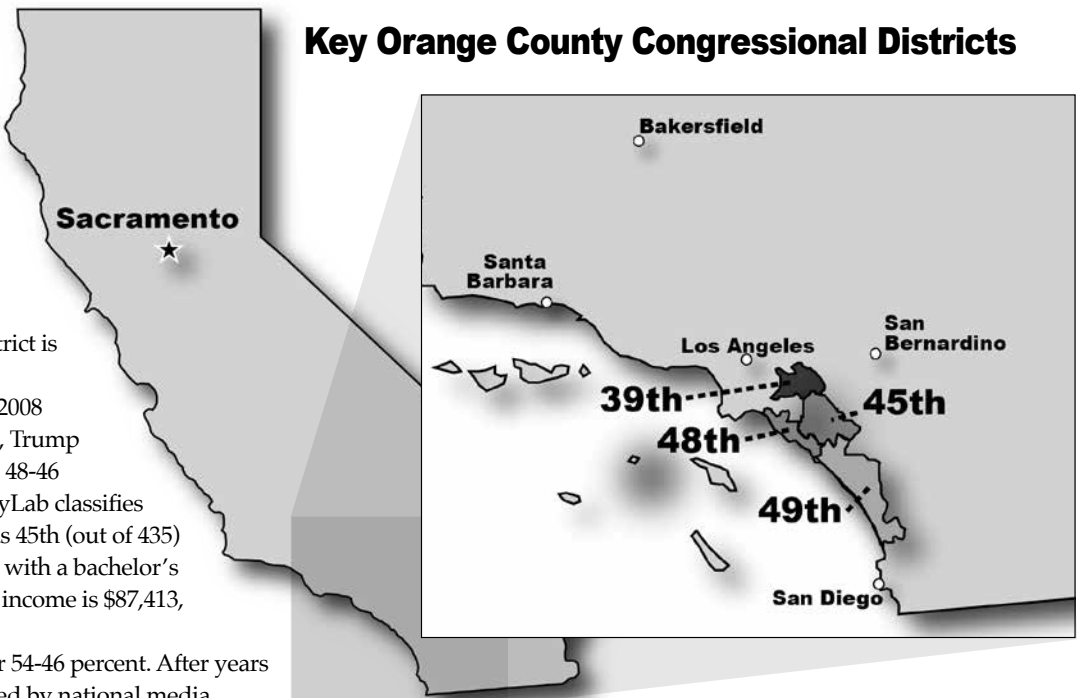 Key Orange County Congressional Districts
Bakersfield
Sacramento
Santa
Barbara
San
Bernardino
Los Angeles
39th
45th
48th
49th
San Diego
trict is
2008
, Trump
48-46
yLab classifies
s 45th (out of 435)
with a bachelor’s
income is $87,413,
r 54-46 percent. After years
ed by national media